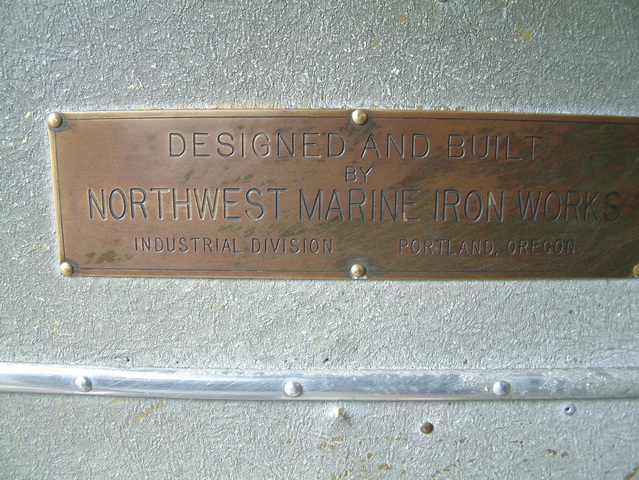 DESIGNED AND BUILT
BY
NORTHWEST MARINE IRON WORKS
INDUSTRIAL DIVISION PORTLAND, OREGON